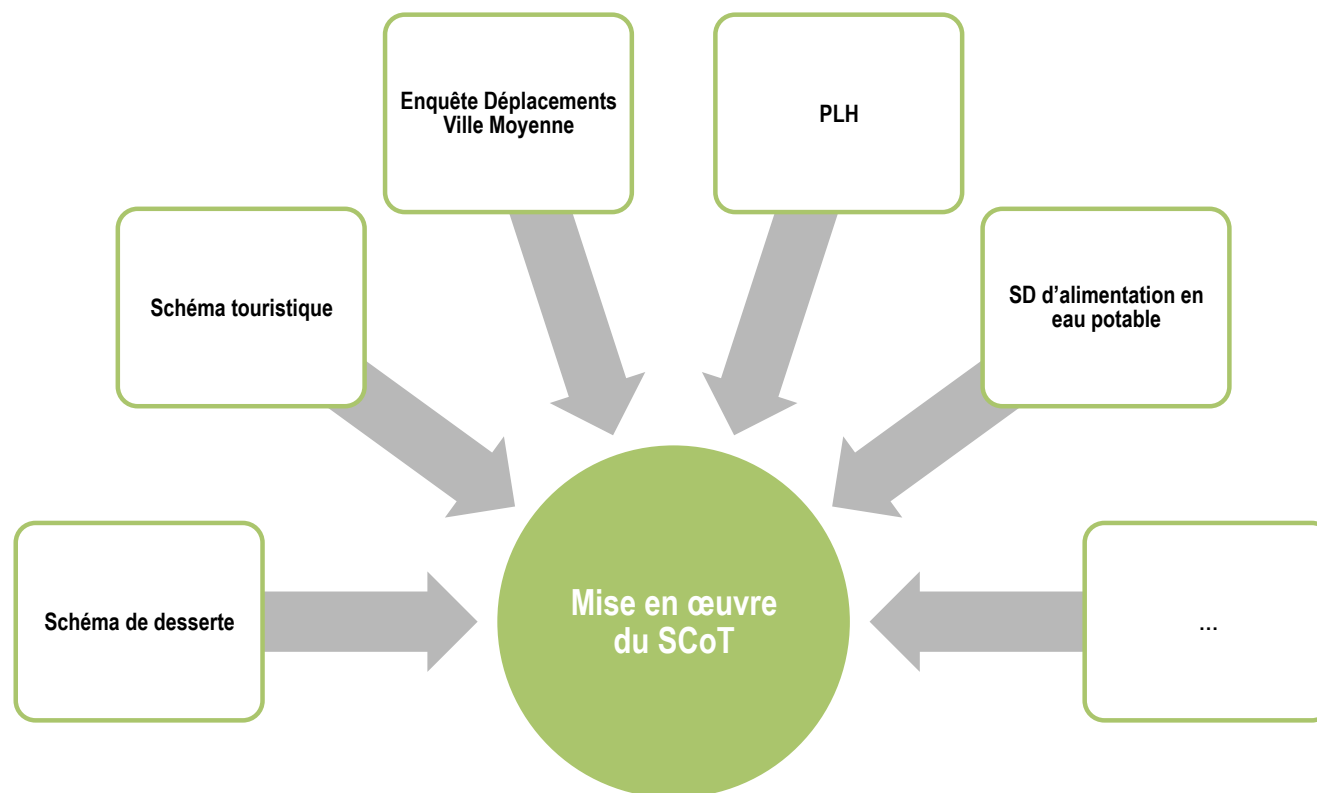 Enquête Déplacements
Ville Moyenne
PLH
Schéma touristique
SD d’alimentation en
eau potable
Schéma de desserte
Mise en œuvre
du SCoT
…